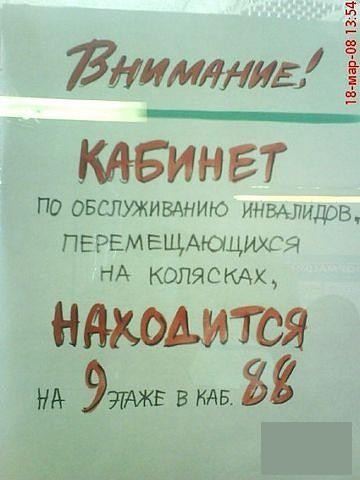 18-мар-08 13:54
Внимание!
КАБИНЕТ
ПО ОБСЛУЖИВАНИЮ ИНВАЛИДОВ,
ПЕРЕМЕЩАЮЩИХСЯ
НА КОЛЯСКАХ,
НАХОДИТСЯ
НА 9 ЭТАЖЕ В КАБ. 88